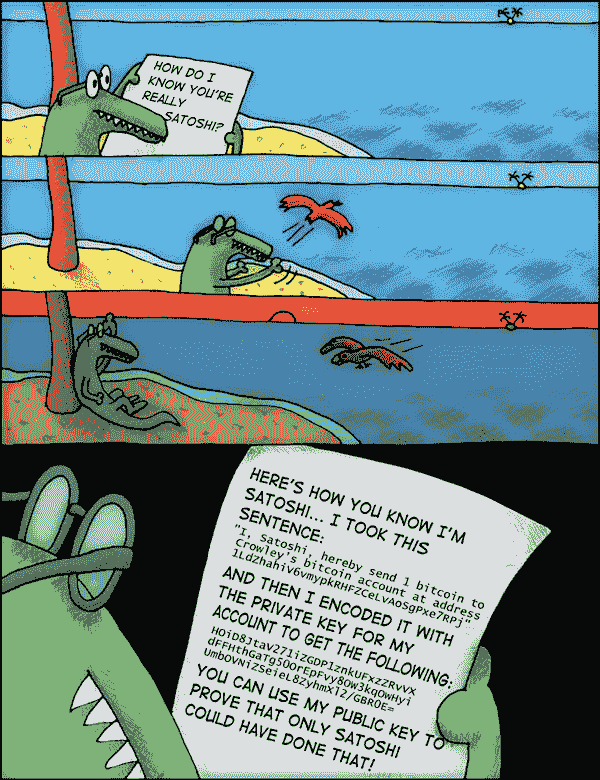 HOW DO I
KNOW YOU'RE
REALLY
SATOSHI?
HERE'S HOW YOU KNOW I'M
SATOSHI... I TOOK THIS
SENTENCE:
"I, Satoshi, hereby send 1 bitcoin to
Crowley's bitcoin account at address
1LdZhahiV6vmypkRHFZCeLvAoSgPxe7RPj"
AND THEN I ENCODED IT WITH
THE PRIVATE KEY FOR MY
ACCOUNT TO GET THE FOLLOWING:
YOU CAN USE MY PUBLIC KEY TO
PROVE THAT ONLY SATOSHI
COULD HAVE DONE THAT!